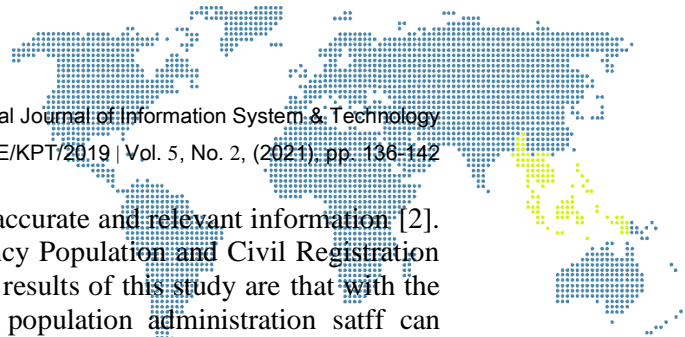 al Journal of Information System & Technology
E/KPT/2019 | Vol. 5, No. 2, (2021), pp. 136-142
accurate and relevant information [2].
cy Population and Civil Registration
results of this study are that with the
population administration satff can